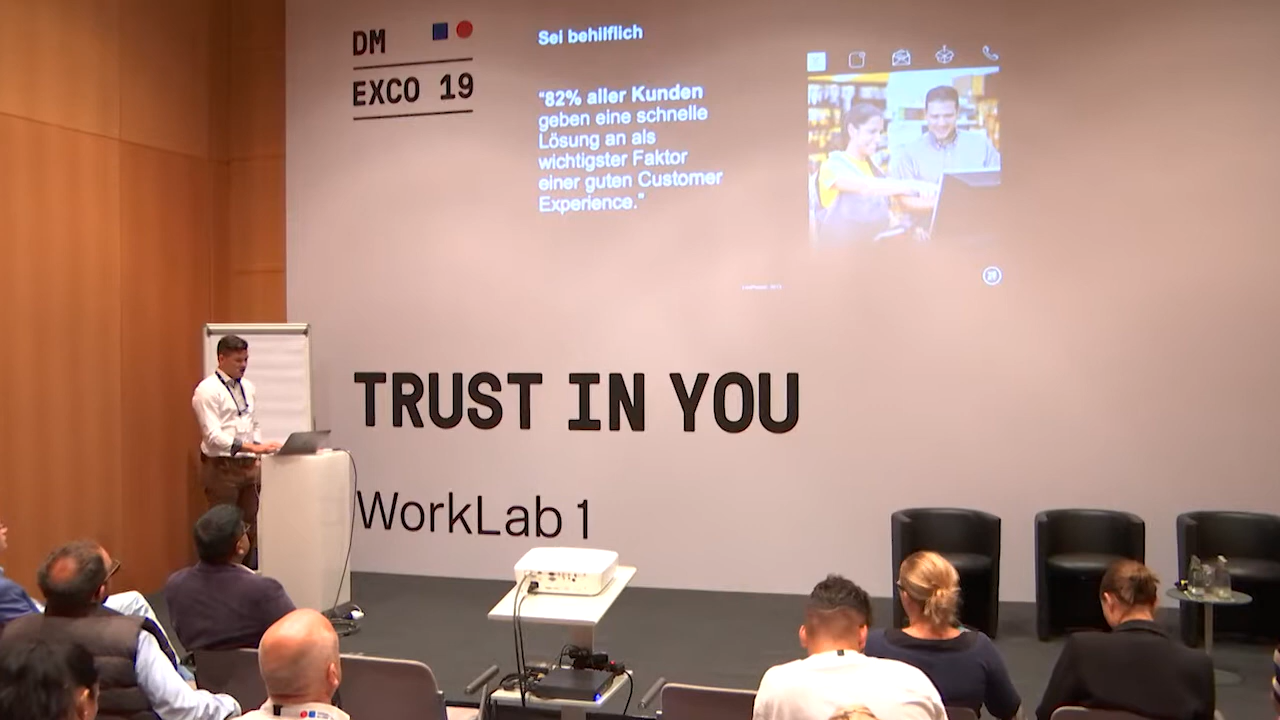 DM
EXCO 19
Sei behilflich
“82% aller Kunden
geben eine schnelle
Lösung an als
wichtigster Faktor
einer guten Customer
Experience.”
TRUST IN YOU
WorkLab 1